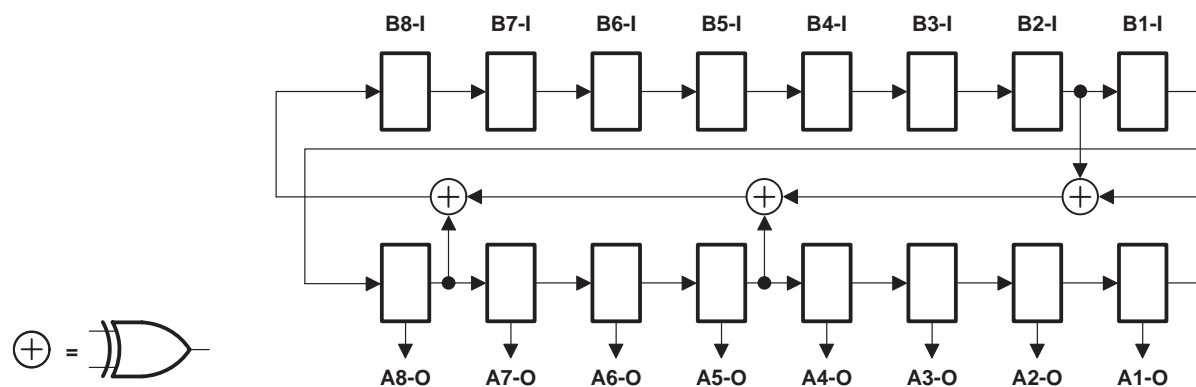 B8-I B7-I B6-I B5-I B4-I B3-I B2-I B1-I
=
A8-O A7-O A6-O A5-O A4-O A3-O A2-O A1-O